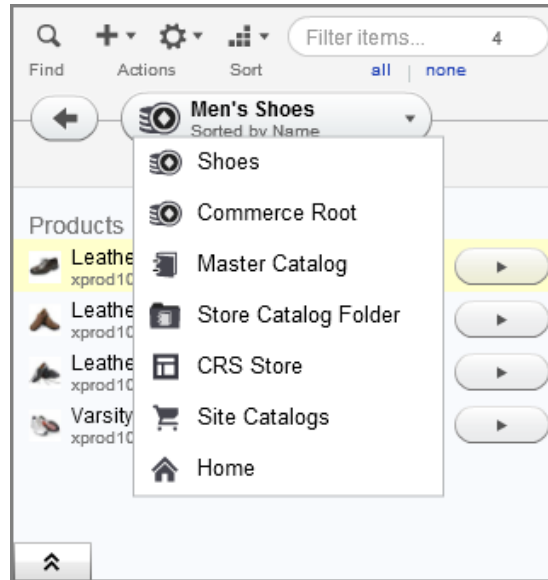 Filter items... 4
Find Actions Sort all | none
Men's Shoes
Sorted by Name
Shoes
Commerce Root
Master Catalog
Store Catalog Folder
CRS Store
Site Catalogs
Home
Products
Leathe
xprod10
Leathe
xprod10
Leathe
xprod10
Varsity
xprod10